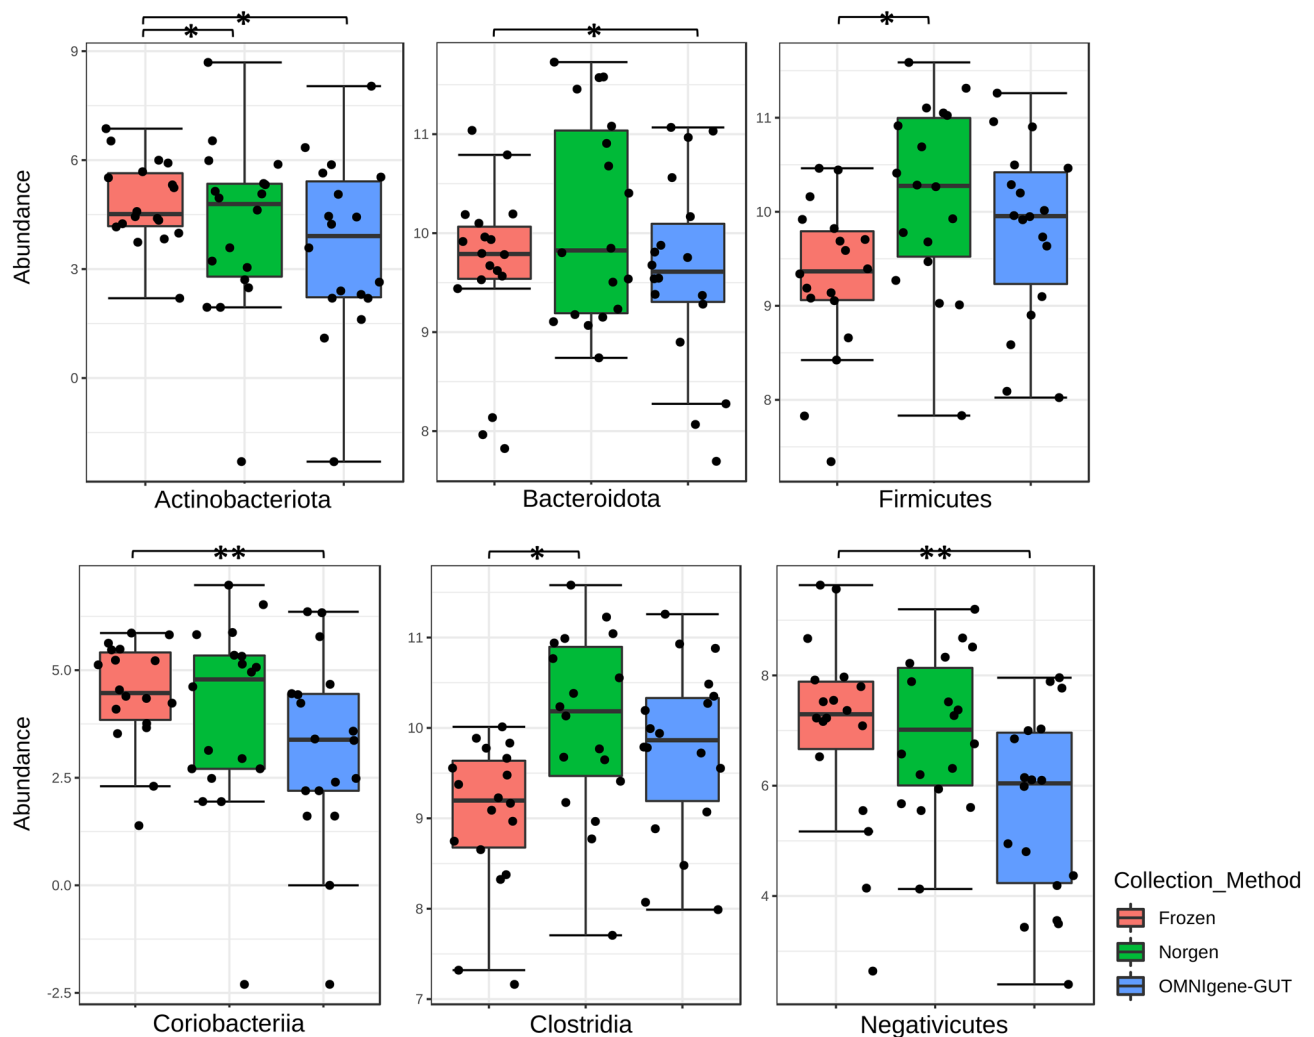 *
*
*
*
Abundance
9
6
3
0
11
10
9
8
11
10
9
8
Actinobacteriota
Bacteroidota
Firmicutes
**
*
**
Abundance
5.0
2.5
0.0
-2.5
11
10
9
8
7
8
6
4
Coriobacteriia
Clostridia
Negativicutes
Collection_Method
Frozen
Norgen
OMNIgene-GUT